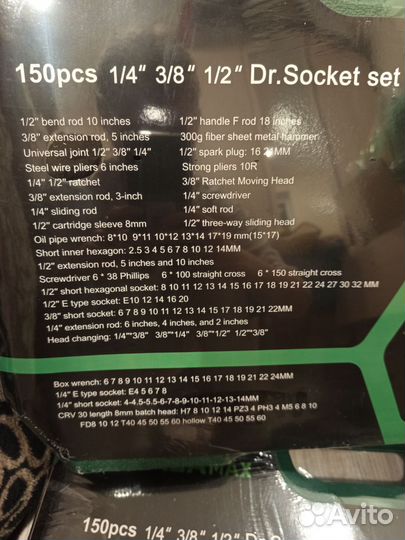 150pcs 1/4" 3/8" 1/2" Dr.Socket set
1/2" bend rod 10 inches
1/2" handle F rod 18 inches
3/8" extension rod, 5 inches
300g fiber sheet metal hammer
Universal joint 1/2" 3/8" 1/4"
1/2" spark plug: 16 21MM
Steel wire pliers 6 inches
Strong pliers 10R
1/4" 1/2" ratchet
3/8" Ratchet Moving Head
3/8" extension rod, 3-inch
1/4" screwdriver
1/4" sliding rod
1/4" soft rod
1/2" cartridge sleeve 8mm
1/2" three-way sliding head
Oil pipe wrench: 8*10 9*11 10*12 13*14 17*19 mm(15*17)
Short inner hexagon: 2.5 3 4 5 6 7 8 10 12 14MM
1/2" extension rod, 5 inches and 10 inches
Screwdriver 6 * 38 Phillips 6 * 100 straight cross 6 * 150 straight cross
1/2" short hexagonal socket: 8 10 11 12 13 14 15 16 17 18 19 20 21 22 24 27 30 32 MM
1/2" E type socket: E10 12 14 16 20
3/8" short socket: 6 7 8 9 10 11 12 13 14 15 16 17 18 19 21 22MM
1/4" extension rod: 6 inches, 4 inches, and 2 inches
Head changing: 1/4"*3/8" 3/8"*1/4" 3/8"*1/2" 1/2"*3/8"
Box wrench: 6 7 8 9 10 11 12 13 14 15 16 17 18 19 20 21 22 24MM
1/4" E type socket: E4 5 6 7 8
1/4" short socket: 4-4.5-5.5-6-7-8-9-10-11-12-13-14MM
CRV 30 length 8mm batch head: H7 8 10 12 14 PZ3 4 PH3 4 M5 6 8 10
FD8 10 12 T40 45 50 55 60 hollow T40 45 50 55 60
150pcs 1/4" 3/8" 1/2"
Avito